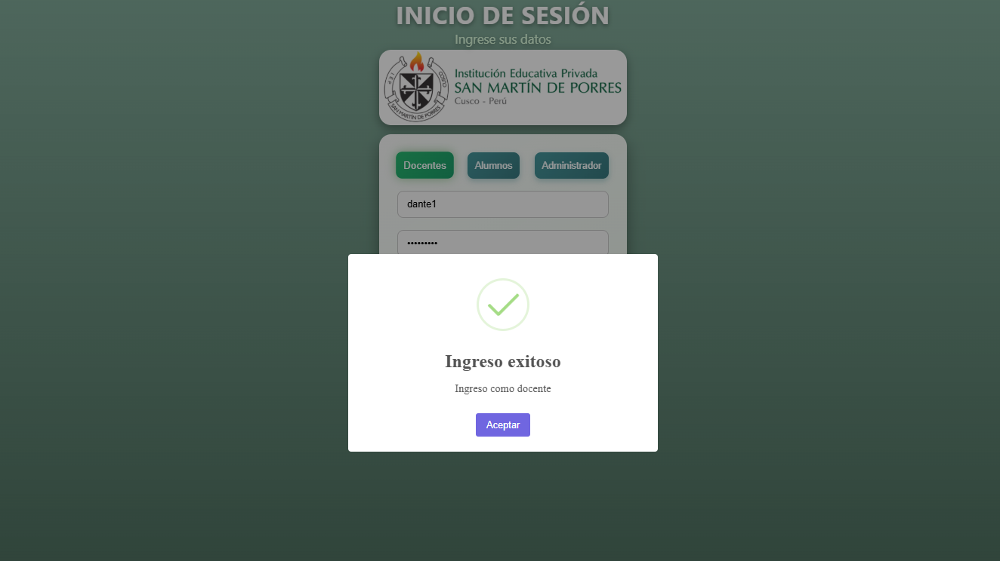 INICIO DE SESIÓN
Ingrese sus datos
I.E.P. CUSCO
SAN MARTÍN DE PORRES
Institución Educativa Privada
SAN MARTÍN DE PORRES
Cusco - Perú
Docentes Alumnos Administrador
dante1
•••••••••
Ingreso exitoso
Ingreso como docente
Aceptar